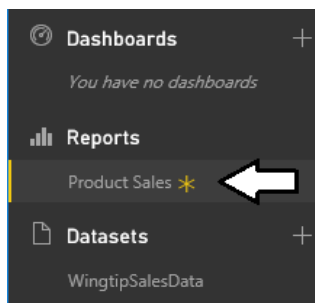 Dashboards
You have no dashboards
Reports
Product Sales
Datasets
WingtipSalesData